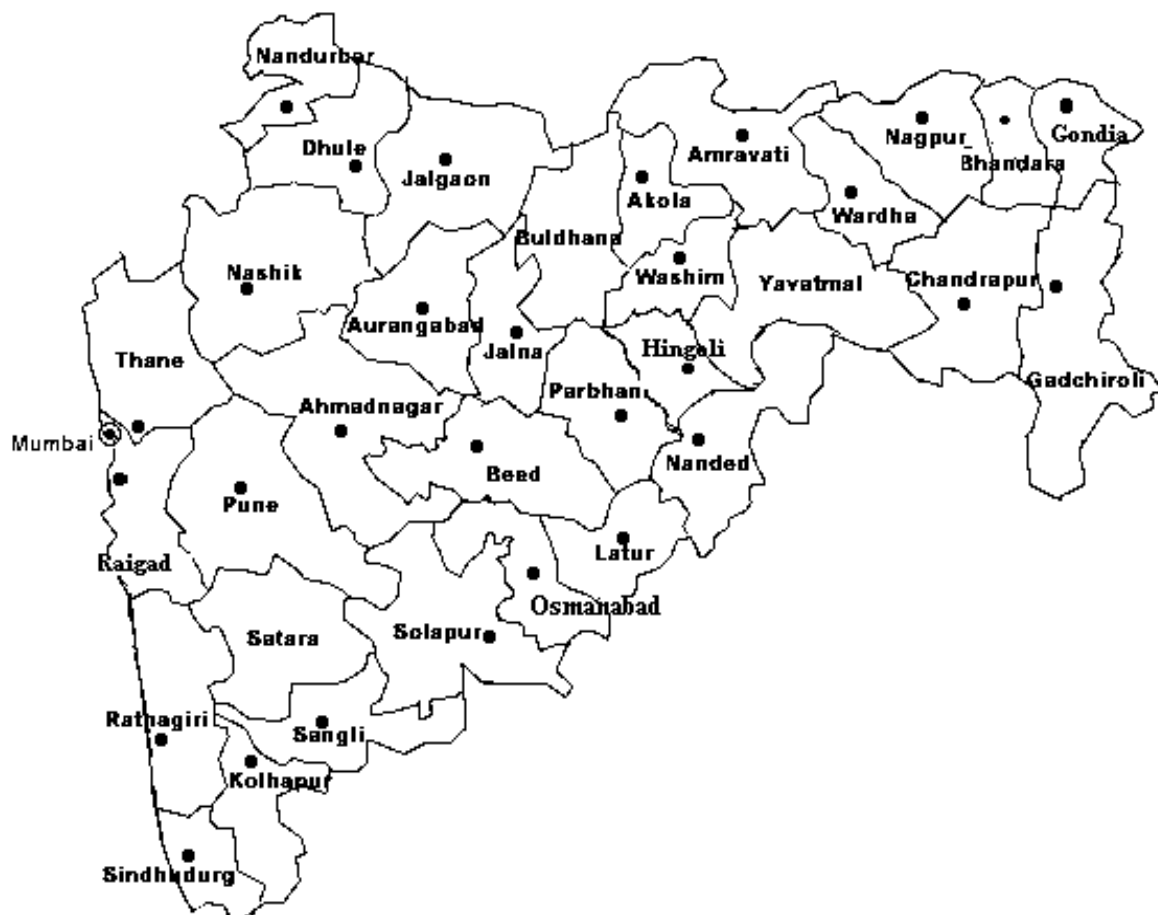 Nandurbar
Dhule
Jalgaon
Amravati
Nagpur
Bhandara
Gondia
Akola
Wardha
Buldhana
Nashik
Washim
Yavatmal
Chandrapur
Aurangabad
Jalna
Hingoli
Thane
Parbhani
Gadchiroli
Ahmadnagar
Mumbai
Beed
Nanded
Pune
Raigad
Latur
Osmanabad
Satara
Solapur
Ratnagiri
Sangli
Kolhapur
Sindhudurg